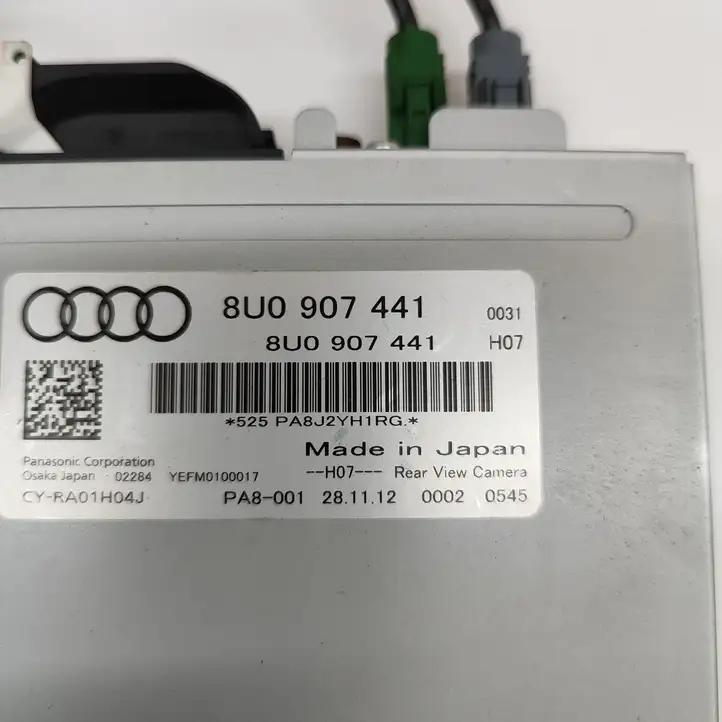 8U0 907 441 0031
8U0 907 441 H07
*525 PA8J2YH1RG.*
Made in Japan
Panasonic Corporation
Osaka Japan 02284 YEFM0100017 --H07--- Rear View Camera
CY-RA01H04J PA8-001 28.11.12 0002 0545